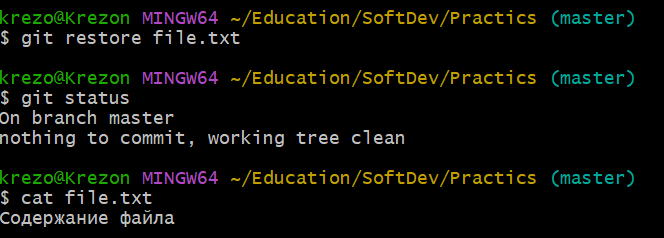 krezo@Krezon MINGW64 ~/Education/SoftDev/Practics (master)
$ git restore file.txt
krezo@Krezon MINGW64 ~/Education/SoftDev/Practics (master)
$ git status
On branch master
nothing to commit, working tree clean
krezo@Krezon MINGW64 ~/Education/SoftDev/Practics (master)
$ cat file.txt
Содержание файла